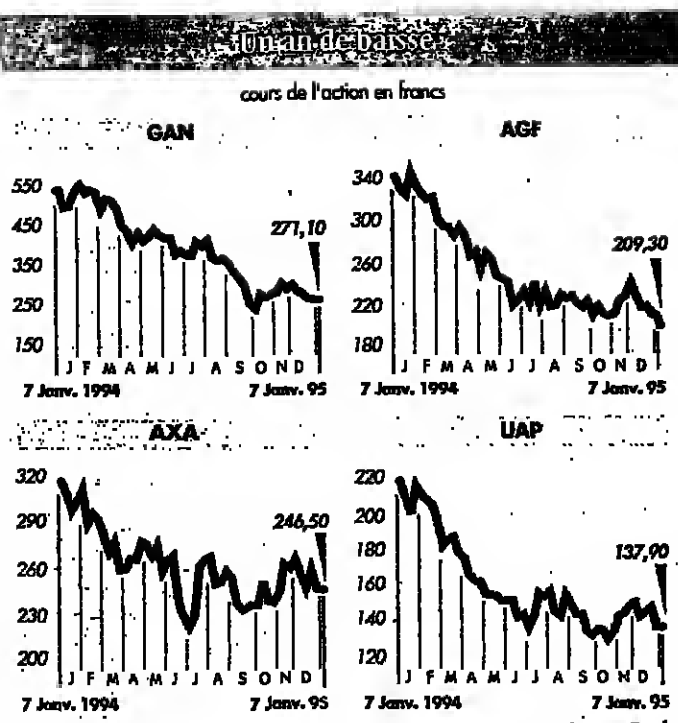 Un an de baisse
cours de l'action en francs
GAN
550
450
350
250
150
271,10
J F M A M J J A S O N D
7 Janv. 1994 7 Janv. 95
AGF
340
300
260
220
180
209,30
J F M A M J J A S O N D
7 Janv. 1994 7 Janv. 95
AXA
320
290
260
230
200
246,50
J F M A M J J A S O N D
7 Janv. 1994 7 Janv. 95
UAP
220
200
180
160
140
120
137,90
J F M A M J J A S O N D
7 Janv. 1994 7 Janv. 95